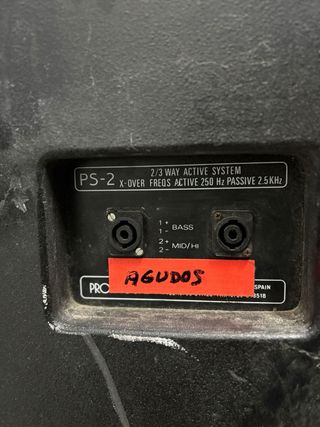 PS-2
2/3 WAY ACTIVE SYSTEM
X-OVER FREQS ACTIVE 250 Hz PASSIVE 2.5KHz
1+
1-
BASS
2+
2-
MID/HI
AGUDOS
PRO
SPAIN